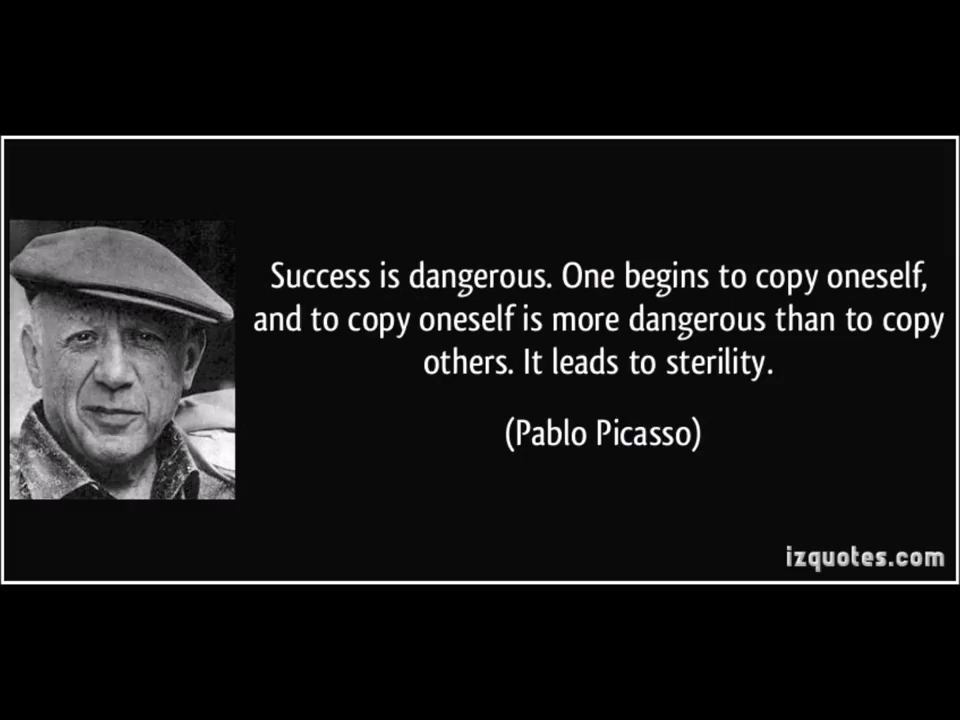 Success is dangerous. One begins to copy oneself,
and to copy oneself is more dangerous than to copy
others. It leads to sterility.
(Pablo Picasso)
izquotes.com